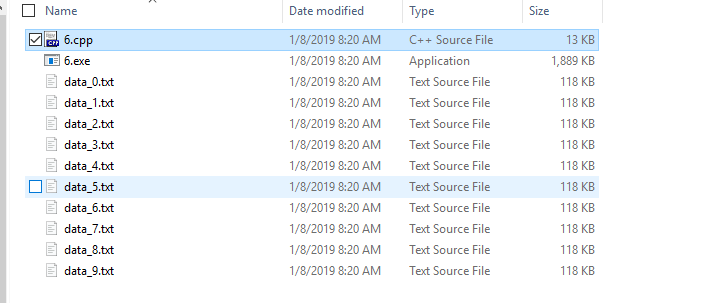 Name Date modified Type Size
6.cpp 1/8/2019 8:20 AM C++ Source File 13 KB
6.exe 1/8/2019 8:20 AM Application 1,889 KB
data_0.txt 1/8/2019 8:20 AM Text Source File 118 KB
data_1.txt 1/8/2019 8:20 AM Text Source File 118 KB
data_2.txt 1/8/2019 8:20 AM Text Source File 118 KB
data_3.txt 1/8/2019 8:20 AM Text Source File 118 KB
data_4.txt 1/8/2019 8:20 AM Text Source File 118 KB
data_5.txt 1/8/2019 8:20 AM Text Source File 118 KB
data_6.txt 1/8/2019 8:20 AM Text Source File 118 KB
data_7.txt 1/8/2019 8:20 AM Text Source File 118 KB
data_8.txt 1/8/2019 8:20 AM Text Source File 118 KB
data_9.txt 1/8/2019 8:20 AM Text Source File 118 KB